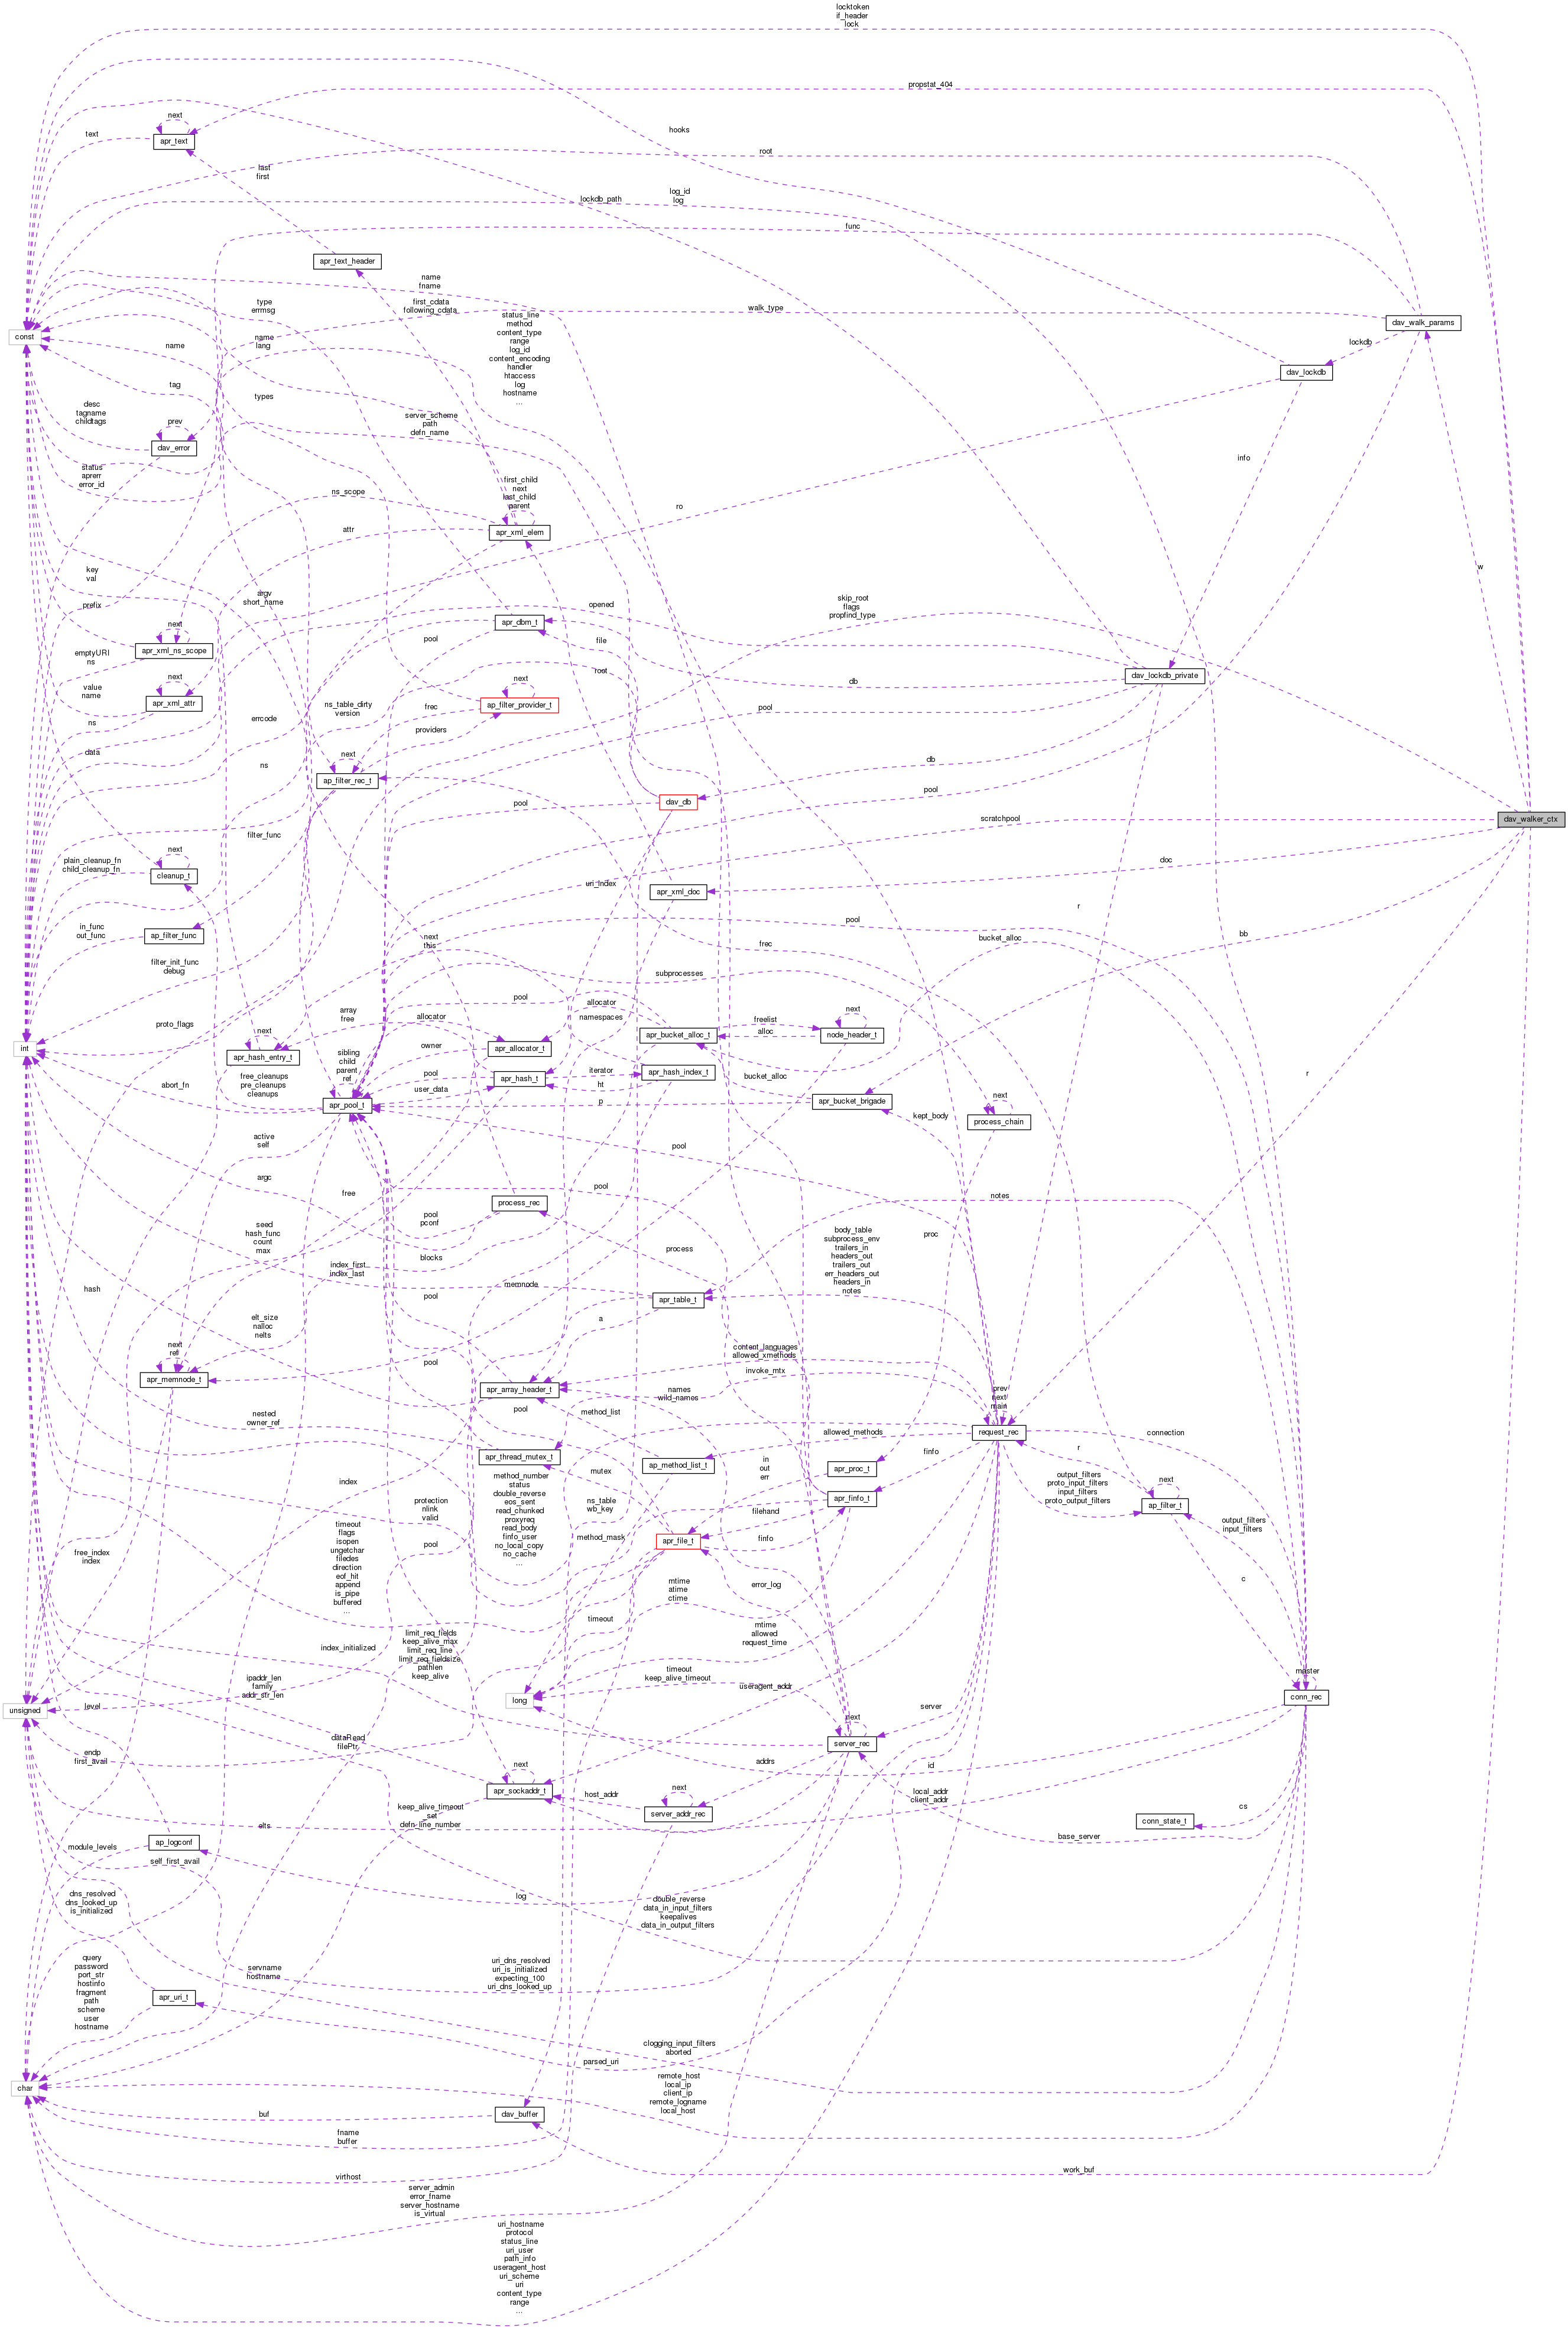 locktoken
if_header
lock
propstat_404
next
apr_text
text
hooks
root
last
first
log_id
log
lockdb_path
func
apr_text_header
name
fname
type
errmsg
first_cdata
following_cdata
walk_type
status_line
method
content_type
range
log_id
content_encoding
handler
htaccess
log
hostname
...
const
dav_walk_params
name
lang
name
lockdb
dav_lockdb
tag
types
desc
tagname
childtags
prev
dav_error
server_scheme
path
defn_name
info
status
aprerr
error_id
ns_scope
first_child
next
last_child
parent
apr_xml_elem
ro
attr
w
key
val
argv
short_name
prefix
opened
skip_root
flags
propfind_type
apr_dbm_t
next
apr_xml_ns_scope
pool
file
emptyURI
ns
root
dav_lockdb_private
db
value
name
next
apr_xml_attr
next
ap_filter_provider_t
ns_table_dirty
version
frec
pool
ns
errcode
providers
data
next
ap_filter_rec_t
ns
db
pool
dav_db
pool
scratchpool
dav_walker_ctx
filter_func
plain_cleanup_fn
child_cleanup_fn
next
cleanup_t
uri_index
apr_xml_doc
doc
r
in_func
out_func
ap_filter_func
pool
bb
next
this
frec
bucket_alloc
filter_init_func
debug
subprocesses
pool
allocator
array
free
allocator
namespaces
proto_flags
freelist
alloc
next
node_header_t
apr_bucket_alloc_t
int
next
apr_hash_entry_t
owner
apr_allocator_t
sibling
child
parent
ref
pool
apr_hash_t
iterator
ht
apr_hash_index_t
bucket_alloc
r
abort_fn
free_cleanups
pre_cleanups
cleanups
user_data
apr_pool_t
p
apr_bucket_brigade
next
process_chain
kept_body
active
self
pool
argc
free
pool
process_rec
pool
pconf
notes
seed
hash_func
count
max
blocks
process
body_table
subprocess_env
trailers_in
headers_out
trailers_out
err_headers_out
headers_in
notes
proc
index_first
index_last
memnode
hash
pool
apr_table_t
elt_size
nalloc
nelts
a
next
ref
apr_memnode_t
pool
content_languages
allowed_xmethods
invoke_mtx
apr_array_header_t
names
wild_names
prev
next
main
request_rec
pool
method_list
nested
owner_ref
connection
apr_thread_mutex_t
allowed_methods
ap_method_list_t
finfo
r
apr_proc_t
in
out
err
mutex
index
method_number
status
double_reverse
eos_sent
read_chunked
proxyreq
read_body
finfo_user
no_local_copy
no_cache
...
output_filters
proto_input_filters
input_filters
proto_output_filters
next
ap_filter_t
ns_table
wb_key
apr_finfo_t
protection
nlink
valid
filehand
output_filters
input_filters
timeout
flags
isopen
ungetchar
filedes
direction
eof_hit
append
is_pipe
buffered
...
method_mask
apr_file_t
finfo
pool
free_index
index
c
error_log
mtime
atime
ctime
timeout
mtime
allowed
request_time
limit_req_fields
keep_alive_max
limit_req_line
limit_req_fieldsize
pathlen
keep_alive
index_initialized
timeout
keep_alive_timeout
master
ipaddr_len
family
addr_str_len
useragent_addr
conn_rec
long
unsigned
level
server
next
server_rec
dataRead
filePtr
endp
first_avail
addrs
id
next
apr_sockaddr_t
host_addr
next
server_addr_rec
local_addr
client_addr
cs
conn_state_t
keep_alive_timeout
set
defn_line_number
elts
base_server
ap_logconf
module_levels
self_first_avail
log
dns_resolved
dns_looked_up
is_initialized
double_reverse
data_in_input_filters
keepalives
data_in_output_filters
query
password
port_str
hostinfo
fragment
path
scheme
user
hostname
servname
hostname
uri_dns_resolved
uri_is_initialized
expecting_100
uri_dns_looked_up
apr_uri_t
clogging_input_filters
aborted
parsed_uri
char
remote_host
local_ip
client_ip
remote_logname
local_host
buf
dav_buffer
fname
buffer
work_buf
virthost
server_admin
error_fname
server_hostname
is_virtual
uri_hostname
protocol
status_line
uri_user
path_info
useragent_host
uri_scheme
uri
content_type
range
...